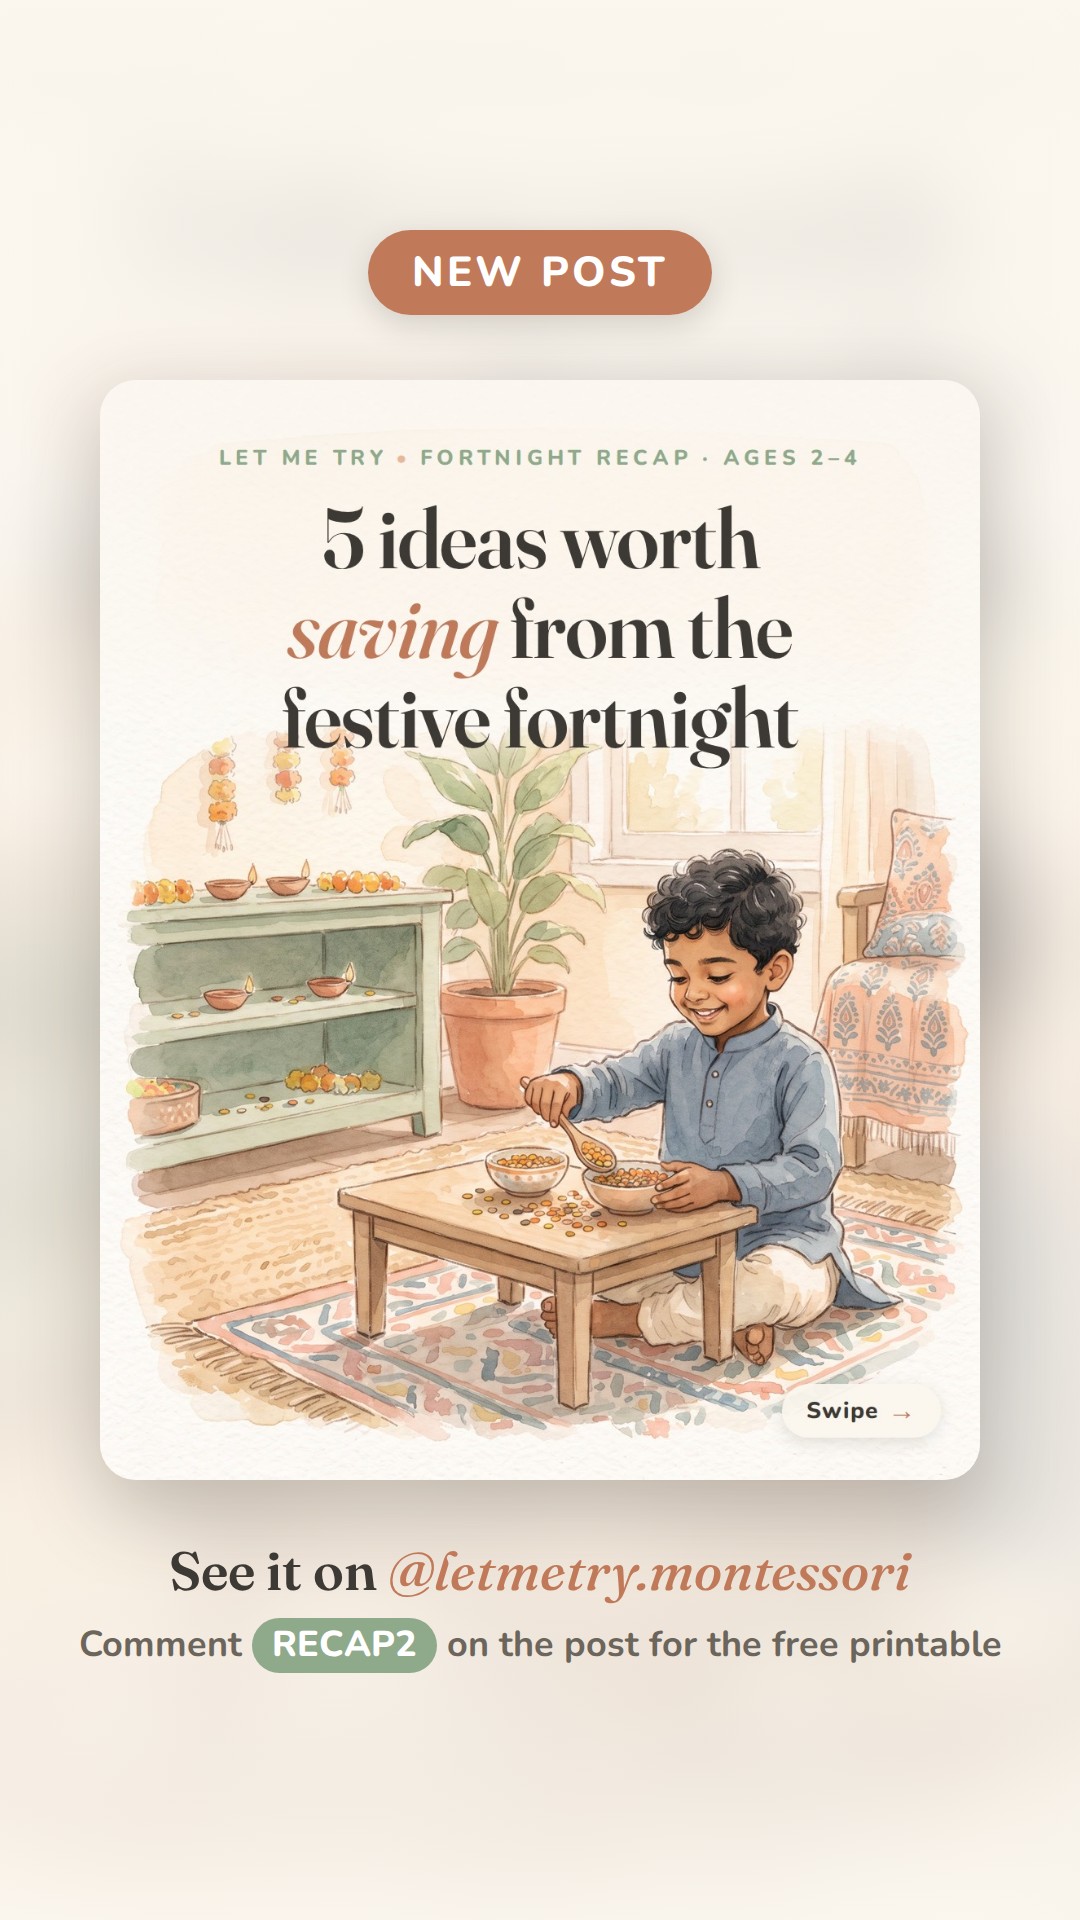 NEW POST
LET ME TRY • FORTNIGHT RECAP · AGES 2–4
5 ideas worth
saving from the
festive fortnight
Swipe →
See it on @letmetry.montessori
Comment RECAP2 on the post for the free printable